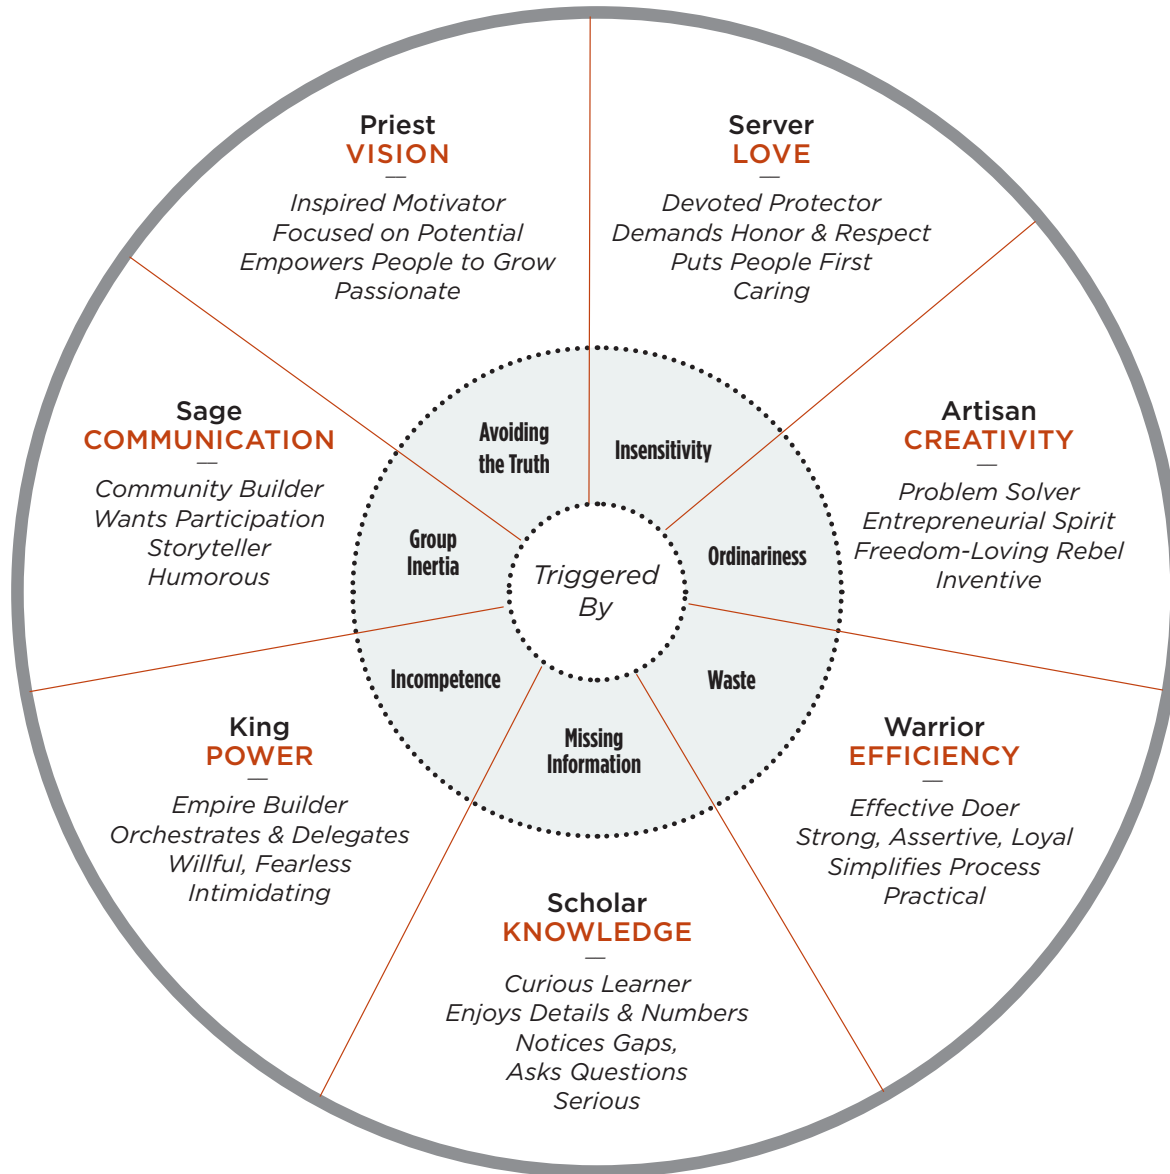 Priest
VISION
Inspired Motivator
Focused on Potential
Empowers People to Grow
Passionate
Server
LOVE
Devoted Protector
Demands Honor & Respect
Puts People First
Caring
Artisan
CREATIVITY
Problem Solver
Entrepreneurial Spirit
Freedom-Loving Rebel
Inventive
Warrior
EFFICIENCY
Effective Doer
Strong, Assertive, Loyal
Simplifies Process
Practical
Scholar
KNOWLEDGE
Curious Learner
Enjoys Details & Numbers
Notices Gaps,
Asks Questions
Serious
King
POWER
Empire Builder
Orchestrates & Delegates
Willful, Fearless
Intimidating
Sage
COMMUNICATION
Community Builder
Wants Participation
Storyteller
Humorous
Avoiding
the Truth
Insensitivity
Ordinariness
Waste
Missing
Information
Incompetence
Group
Inertia
Triggered
By